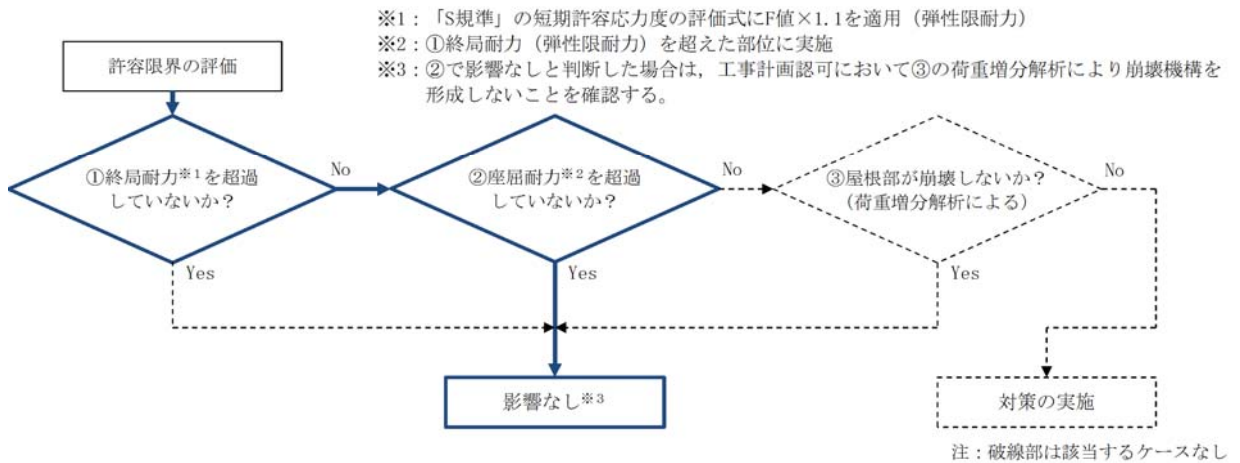 ※1：「S規準」の短期許容応力度の評価式にF値×1.1を適用（弾性限耐力）
※2：①終局耐力（弾性限耐力）を超えた部位に実施
※3：②で影響なしと判断した場合は，工事計画認可において③の荷重増分解析により崩壊機構を
形成しないことを確認する。
許容限界の評価
①終局耐力※1を超過
していないか？
No
②座屈耐力※2を超過
していないか？
No
③屋根部が崩壊しないか？
（荷重増分解析による）
No
Yes
Yes
Yes
影響なし※3
対策の実施
注：破線部は該当するケースなし